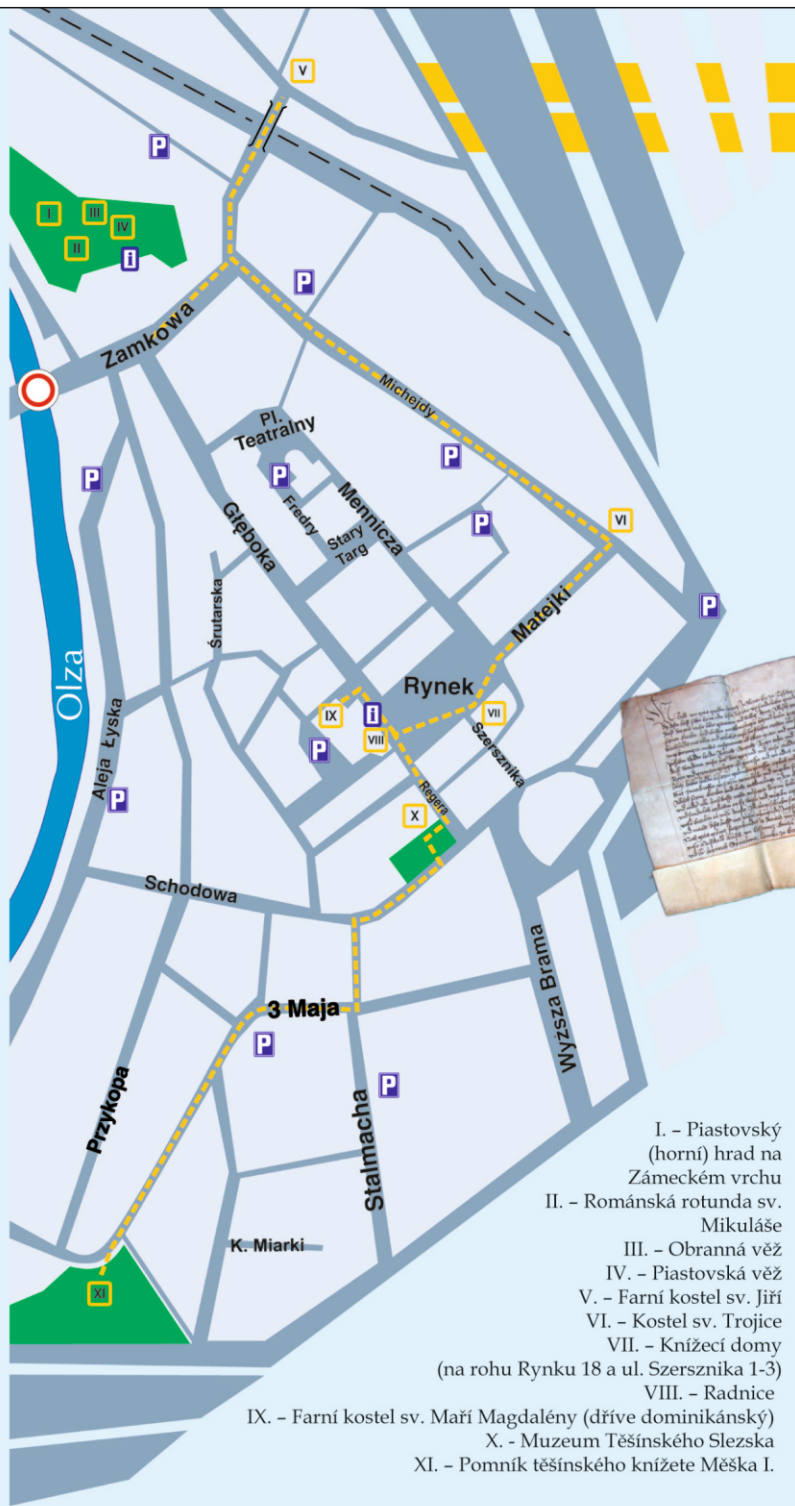 V
P
I
III
IV
II
i
P
Zamkowa
Michejdy
Pl.
Teatralny
P
P
P
Głęboka
Fredry
Mennicza
Stary
Targ
P
VI
P
Śrutarska
Matejki
Olza
Rynek
IX
i
VII
VIII
P
Szersznika
Aleja Łyska
P
Regera
X
Schodowa
3 Maja
P
Wyższa Brama
P
Przykopa
Stalmacha
K. Miarki
XI
I. – Piastovský
(horní) hrad na
Zámeckém vrchu
II. – Románská rotunda sv.
Mikuláše
III. – Obranná věž
IV. – Piastovská věž
V. – Farní kostel sv. Jiří
VI. – Kostel sv. Trojice
VII. – Knížecí domy
(na rohu Rynku 18 a ul. Szersznika 1-3)
VIII. – Radnice
IX. – Farní kostel sv. Maří Magdalény (dříve dominikánský)
X. - Muzeum Těšínského Slezska
XI. – Pomník těšínského knížete Měška I.